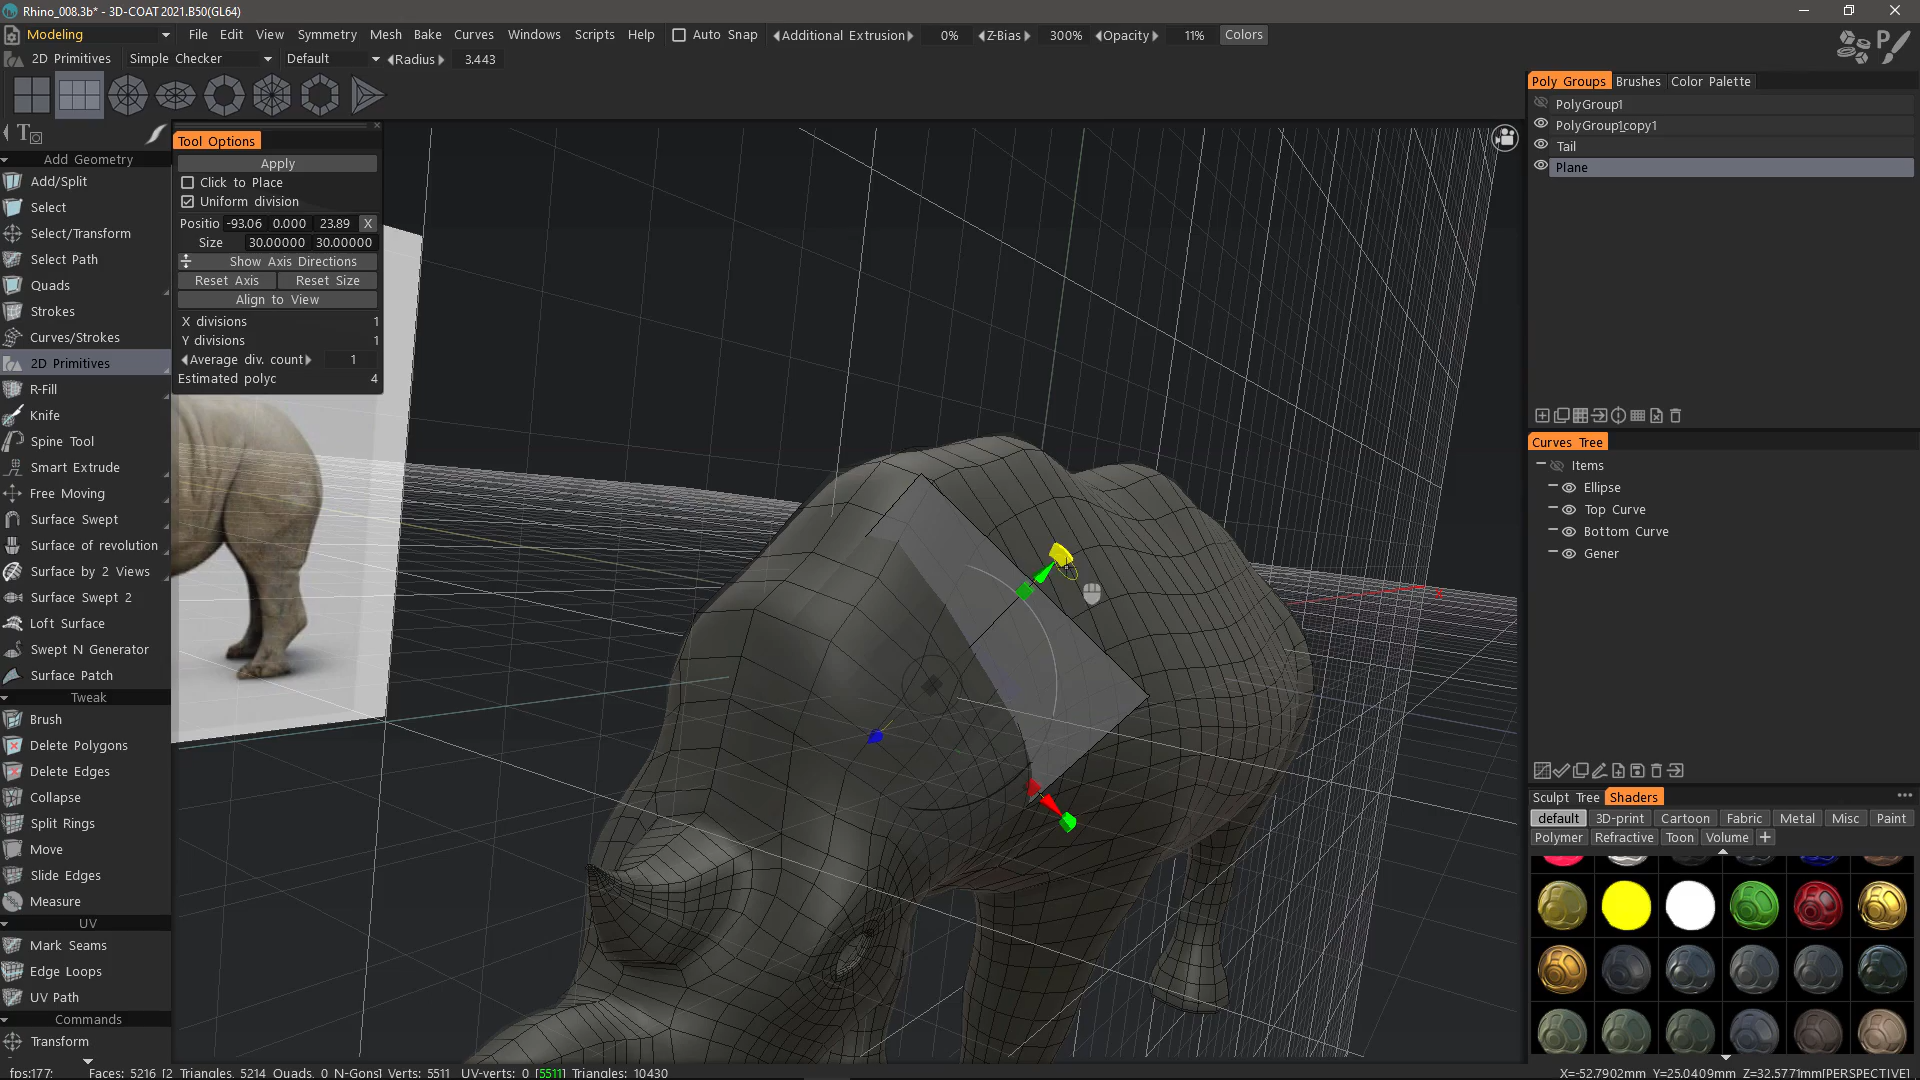 Rhino_008.3b* - 3D-COAT 2021.B50(GL64)
Modeling File Edit View Symmetry Mesh Bake Curves Windows Scripts Help Auto Snap Additional Extrusion 0% Z-Bias 300% Opacity 11% Colors
2D Primitives Simple Checker Default Radius 3.443
Tool Options
Apply
Click to Place
Uniform division
Positio -93.06 0.000 23.89 X
Size 30.00000 30.00000
Show Axis Directions
Reset Axis Reset Size
Align to View
X divisions 1
Y divisions 1
Average div. count 1
Estimated polyc 4
Add Geometry
Add/Split
Select
Select/Transform
Select Path
Quads
Strokes
Curves/Strokes
2D Primitives
R-Fill
Knife
Spine Tool
Smart Extrude
Free Moving
Surface Swept
Surface of revolution
Surface by 2 Views
Surface Swept 2
Loft Surface
Swept N Generator
Surface Patch
Tweak
Brush
Delete Polygons
Delete Edges
Collapse
Split Rings
Move
Slide Edges
Measure
UV
Mark Seams
Edge Loops
UV Path
Commands
Transform
X
Poly Groups Brushes Color Palette
PolyGroup1
PolyGroup1copy1
Tail
Plane
Curves Tree
Items
Ellipse
Top Curve
Bottom Curve
Gener
Sculpt Tree Shaders
default 3D-print Cartoon Fabric Metal Misc Paint
Polymer Refractive Toon Volume +
fps:177; Faces: 5216 [2 Triangles, 5214 Quads, 0 N-Gons] Verts: 5511 UV-verts: 0 [5511] Triangles: 10430 X=-52.7902mm Y=25.0409mm Z=32.5771mm[PERSPECTIVE]